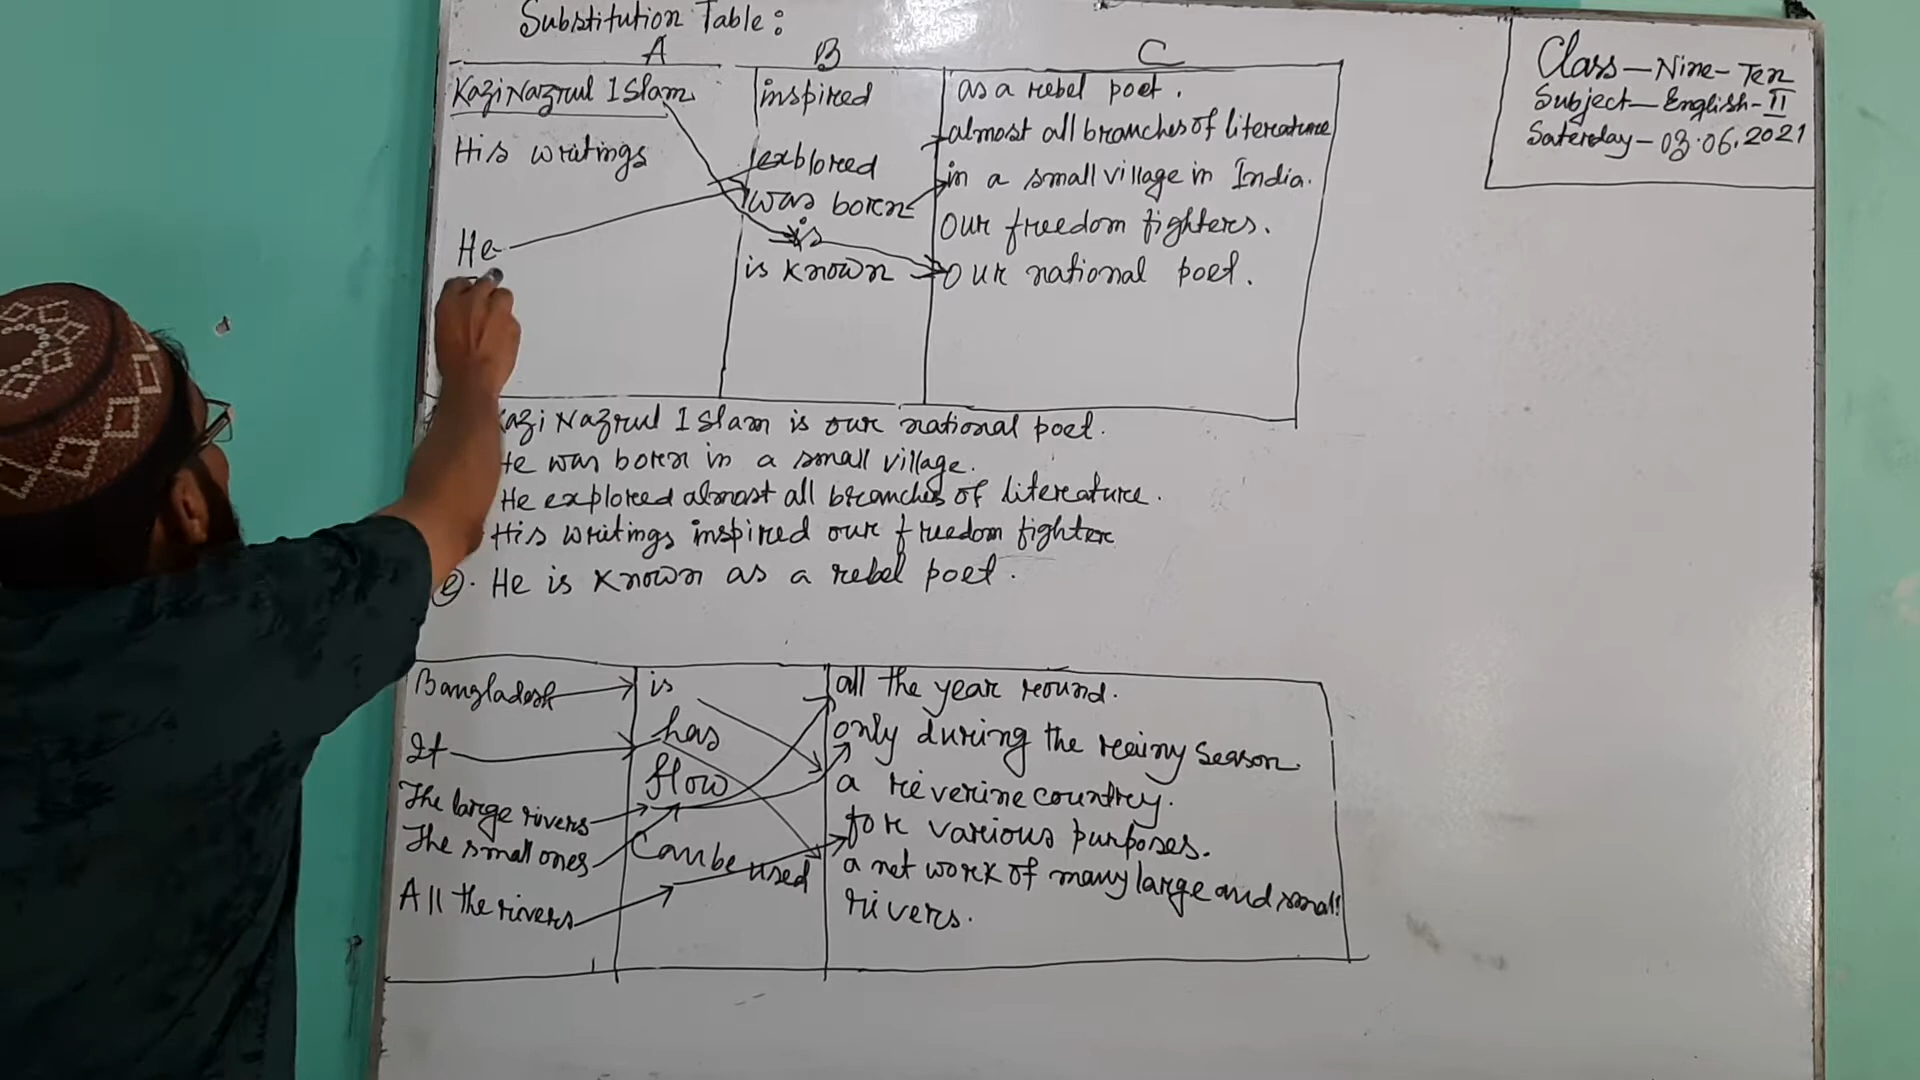 Substitution Table:
A B C
Kazi Nazrul Islam inspired as a rebel poet.
almost all branches of literature
His writings exblored
in a small village in India.
was born
our freedom fighters.
He is
is known our national poet.
Kazi Nazrul Islam is our national poet.
He was born in a small village.
He explored almost all branches of literature.
His writings inspired our freedom fighter
e. He is known as a rebel poet.
Bangladesh is all the year round.
It has only during the rainy season.
flow a reverine country.
The large rivers
The small ones for various purposes.
Can be used a net work of many large and small
All the rivers rivers.
Class - Nine - Ten
Subject - English - II
Saterday - 03.06.2021